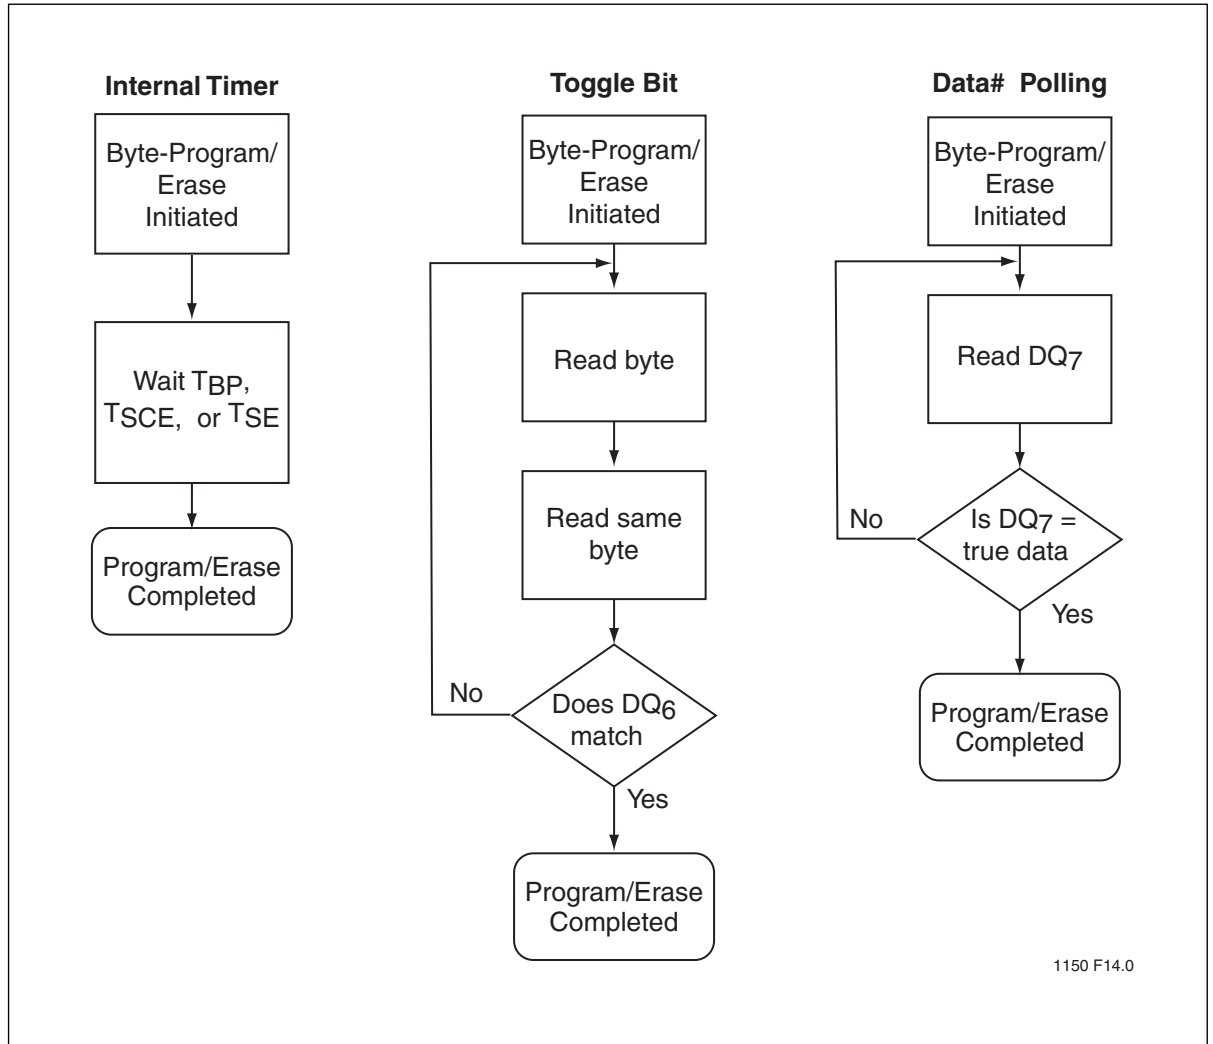 Internal Timer
Byte-Program/
Erase
Initiated
Wait TBP,
TSCE, or TSE
Program/Erase
Completed
Toggle Bit
Byte-Program/
Erase
Initiated
Read byte
Read same
byte
Does DQ6
match
No
Yes
Program/Erase
Completed
Data# Polling
Byte-Program/
Erase
Initiated
Read DQ7
Is DQ7 =
true data
No
Yes
Program/Erase
Completed
1150 F14.0